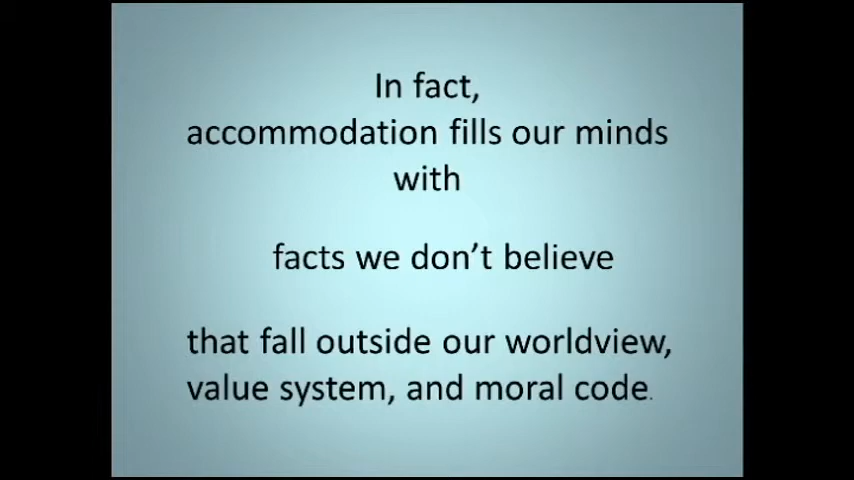 In fact,
accommodation fills our minds
with
facts we don’t believe
that fall outside our worldview,
value system, and moral code.